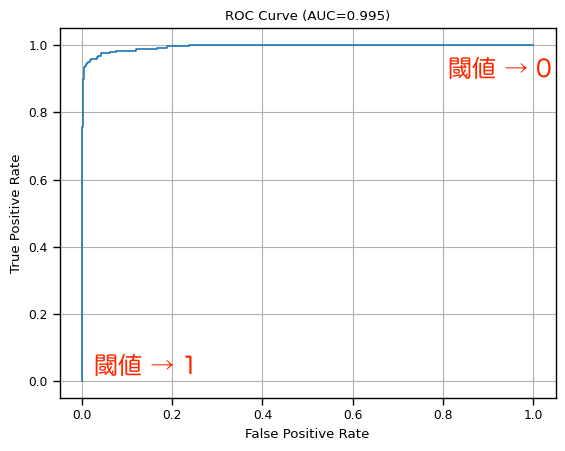 ROC Curve (AUC=0.995)
1.0
閾値 → 0
0.8
0.6
0.4
0.2
閾値 → 1
0.0
True Positive Rate
0.0 0.2 0.4 0.6 0.8 1.0
False Positive Rate